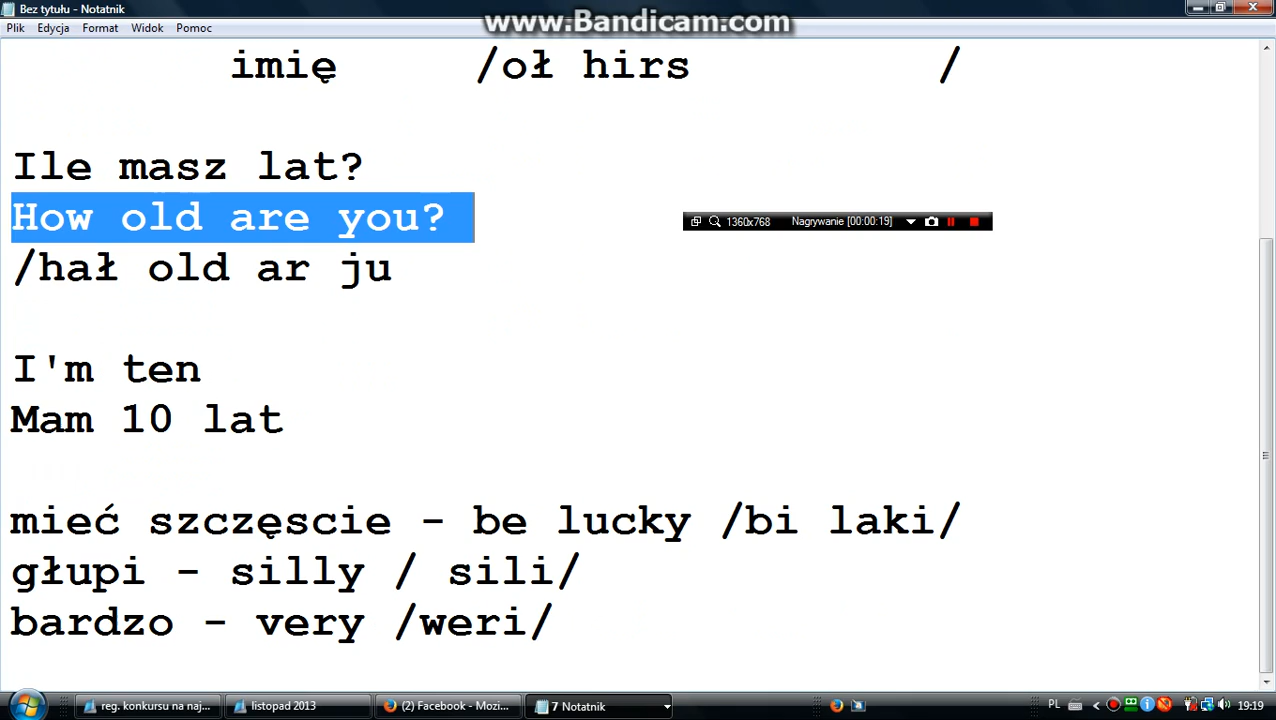 Bez tytułu - Notatnik
www.Bandicam.com
Plik Edycja Format Widok Pomoc
imię /oł hirs /
Ile masz lat?
How old are you?
1360x768 Nagrywanie [00:00:19]
/hał old ar ju
I'm ten
Mam 10 lat
mieć szczęscie - be lucky /bi laki/
głupi - silly / sili/
bardzo - very /weri/
reg. konkursu na naj... listopad 2013 (2) Facebook - Mozi... 7 Notatnik PL 19:19